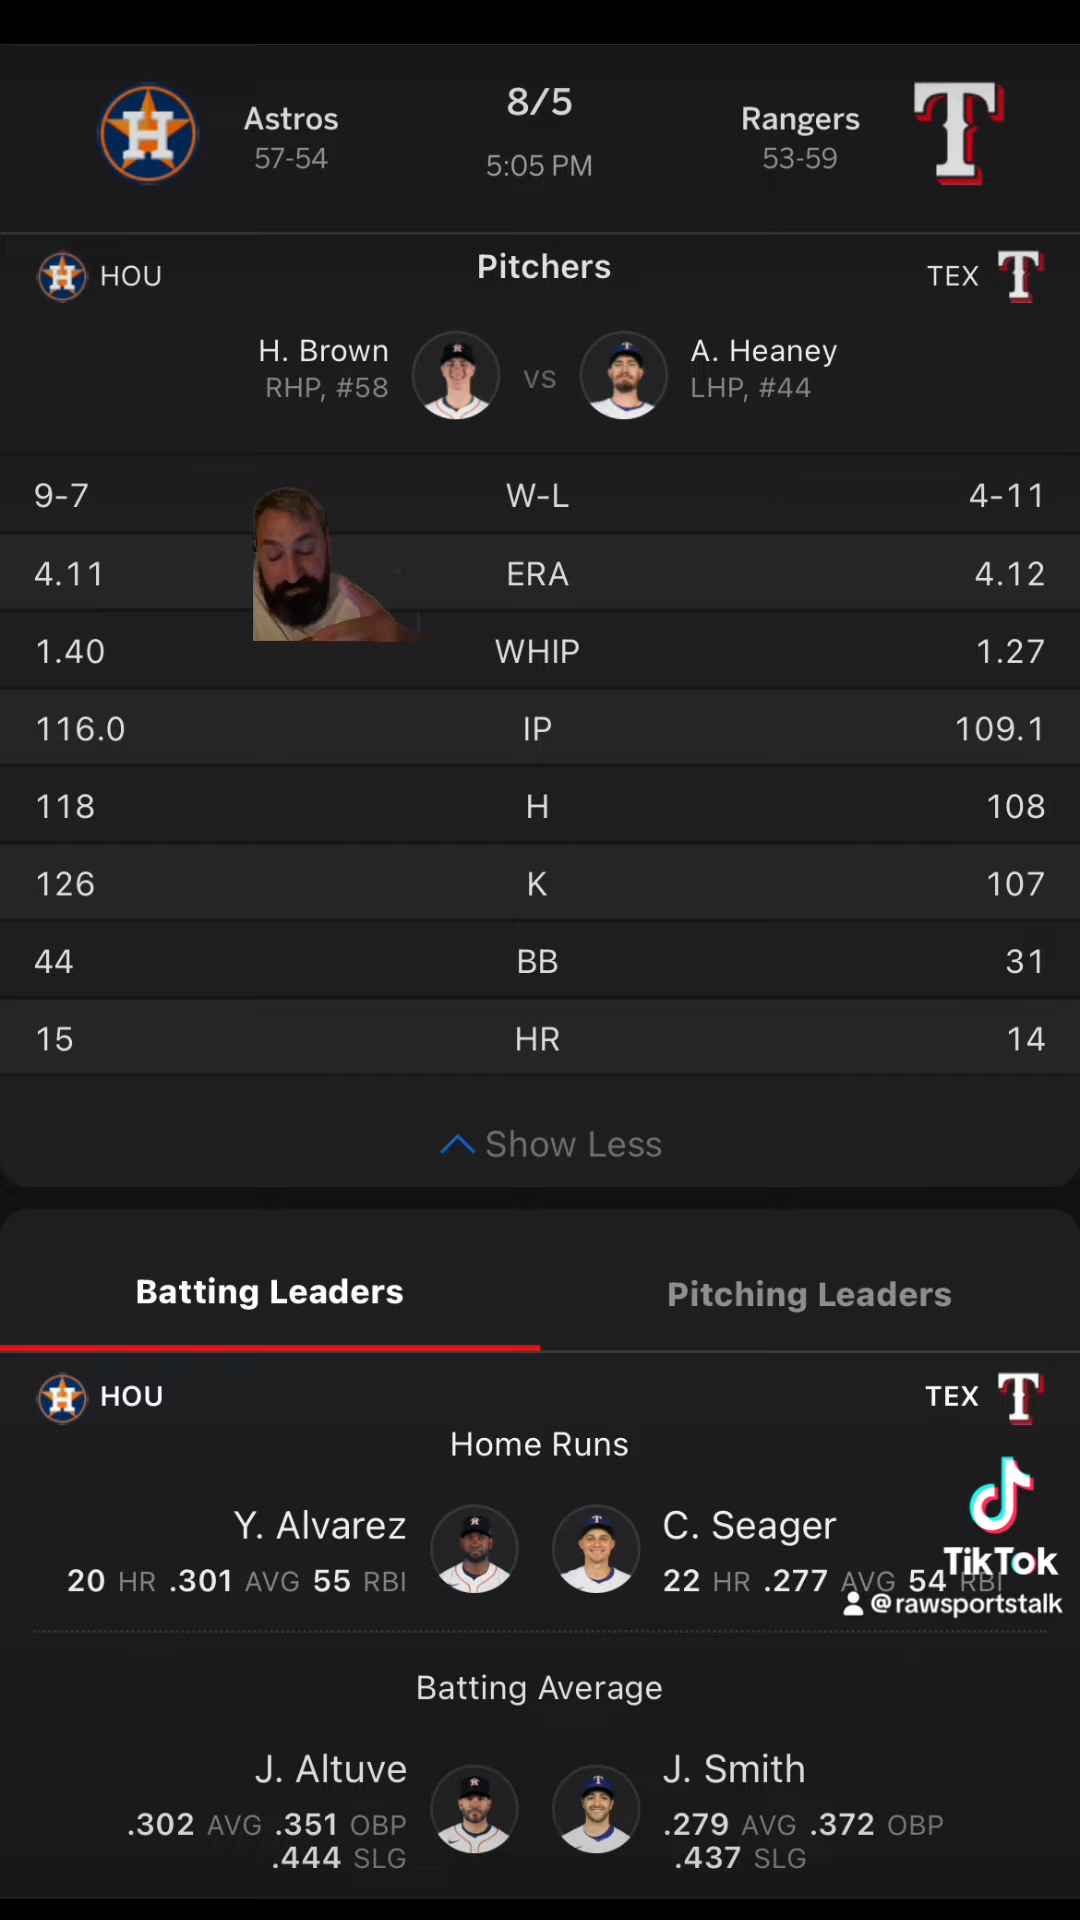 Astros
57-54
8/5
5:05 PM
Rangers
53-59
HOU
Pitchers
TEX
H. Brown
RHP, #58
vs
A. Heaney
LHP, #44
9-7 W-L 4-11
4.11 ERA 4.12
1.40 WHIP 1.27
116.0 IP 109.1
118 H 108
126 K 107
44 BB 31
15 HR 14
Show Less
Batting Leaders
Pitching Leaders
HOU
TEX
Home Runs
Y. Alvarez
20 HR .301 AVG 55 RBI
C. Seager
22 HR .277 AVG 54 RBI
TikTok
@rawsportstalk
Batting Average
J. Altuve
.302 AVG .351 OBP
.444 SLG
J. Smith
.279 AVG .372 OBP
.437 SLG